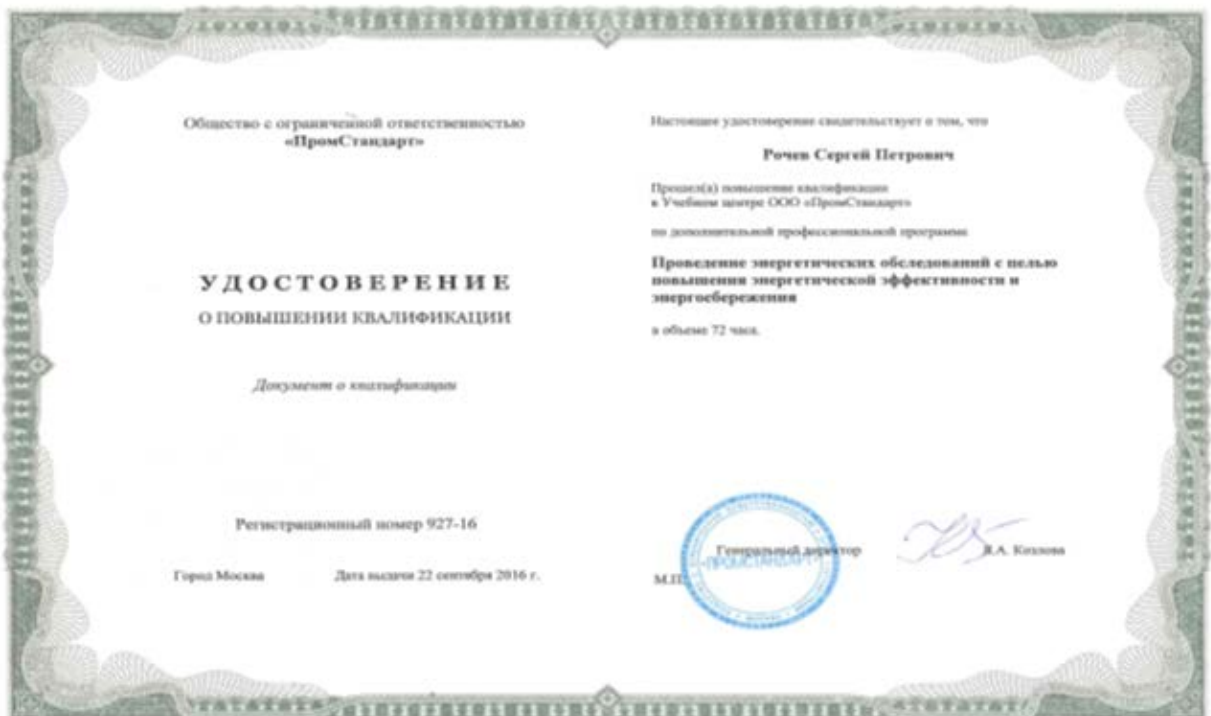 Общество с ограниченной ответственностью
«ПромСтандарт»
УДОСТОВЕРЕНИЕ
О ПОВЫШЕНИИ КВАЛИФИКАЦИИ
Документ о квалификации
Регистрационный номер 927-16
Город Москва Дата выдачи 22 сентября 2016 г.
Настоящее удостоверение свидетельствует о том, что
Рочев Сергей Петрович
Прошел(а) повышение квалификации
в Учебном центре ООО «ПромСтандарт»
по дополнительной профессиональной программе
Проведение энергетических обследований с целью
повышения энергетической эффективности и
энергосбережения
в объеме 72 часа.
Генеральный директор Козлова
М.П.
«ПРОМСТАНДАРТ»